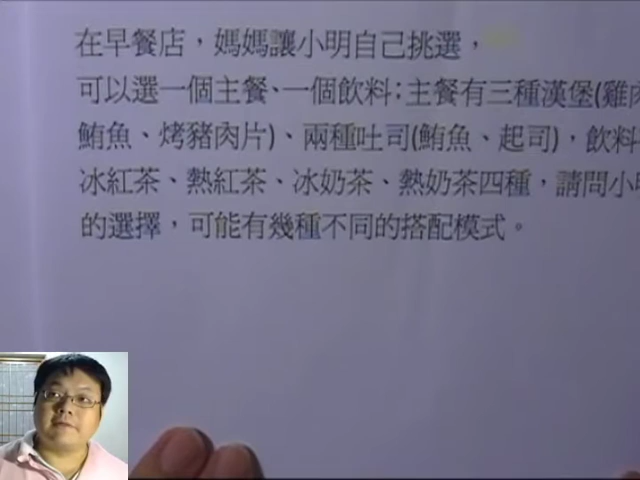 在早餐店，媽媽讓小明自己挑選，
可以選一個主餐、一個飲料；主餐有三種漢堡(雞肉
鮪魚、烤豬肉片)、兩種吐司(鮪魚、起司)，飲料
冰紅茶、熱紅茶、冰奶茶、熱奶茶四種，請問小明
的選擇，可能有幾種不同的搭配模式。